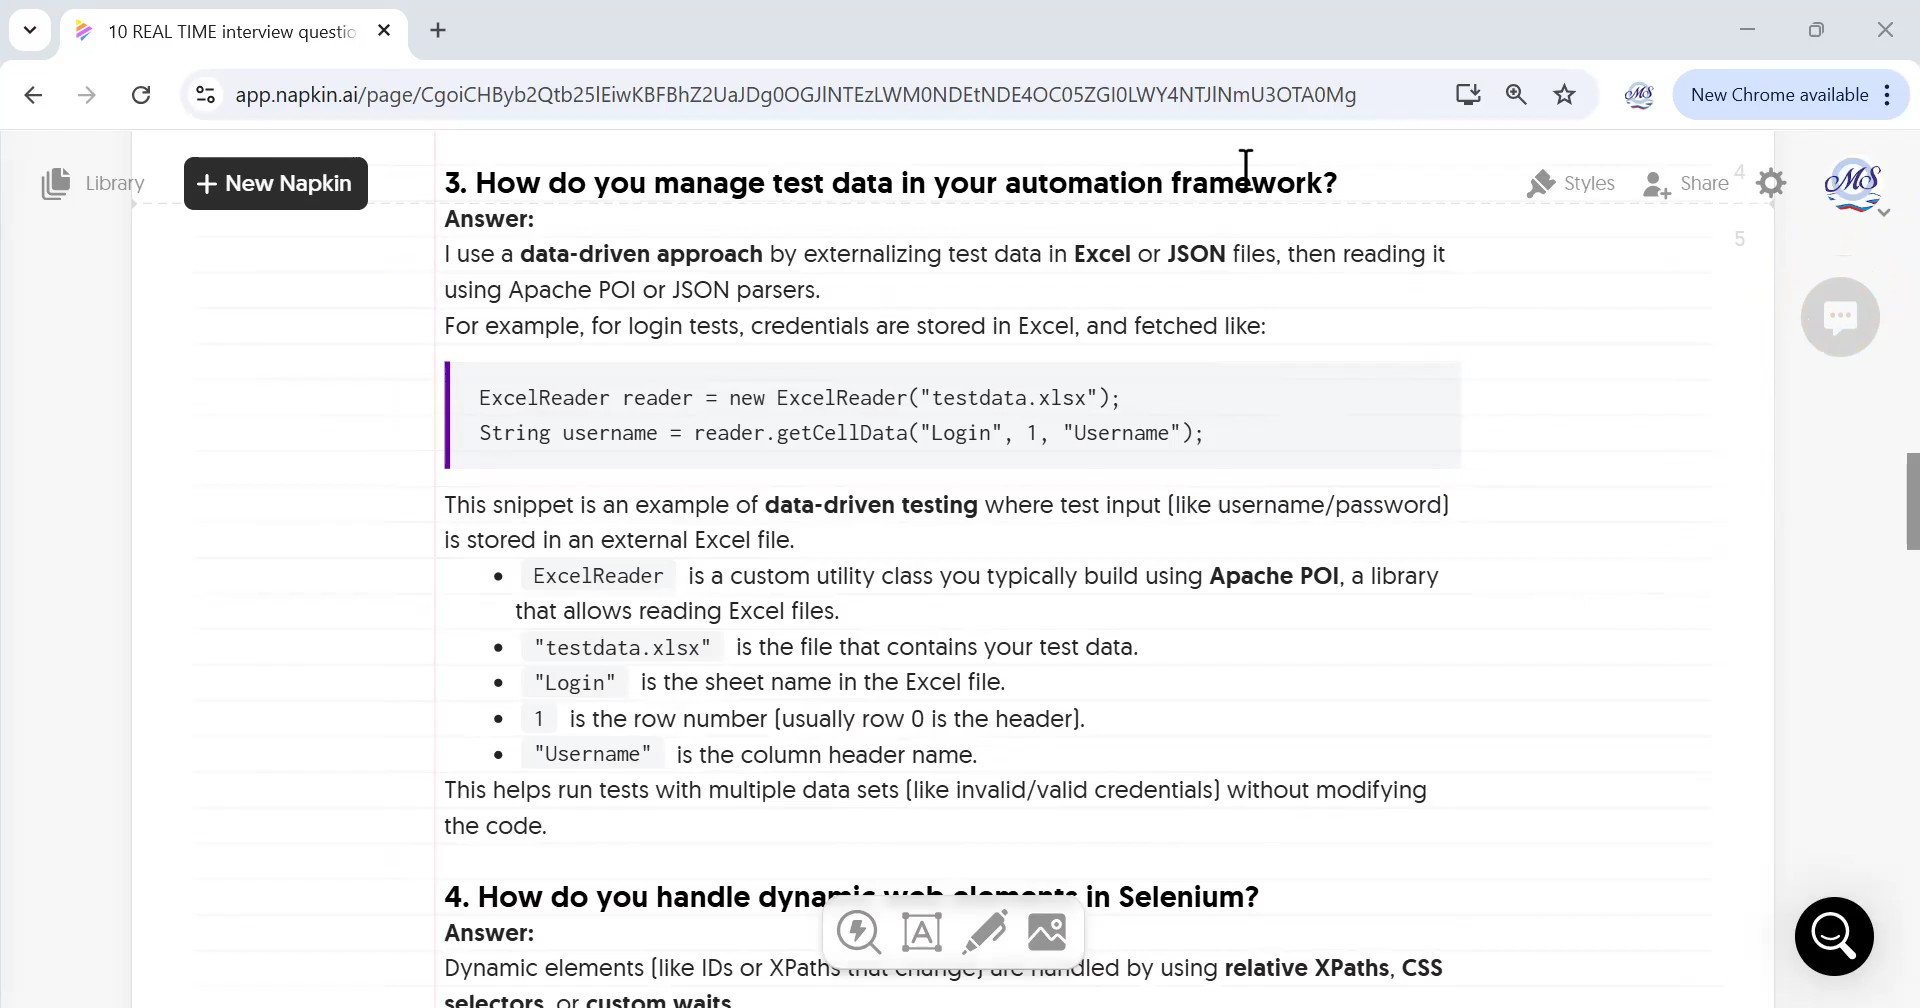 10 REAL TIME interview questio
app.napkin.ai/page/CgoiCHByb2Qtb25lEiwKBFBhZ2UaJDg0OGJlNTEzLWM0NDEtNDE4OC05ZGI0LWY4NTJlNmU3OTA0Mg
MS
New Chrome available
Library
+ New Napkin
Styles
Share
4
MS
5
3. How do you manage test data in your automation framework?
Answer:
I use a data-driven approach by externalizing test data in Excel or JSON files, then reading it
using Apache POI or JSON parsers.
For example, for login tests, credentials are stored in Excel, and fetched like:
ExcelReader reader = new ExcelReader("testdata.xlsx");
String username = reader.getCellData("Login", 1, "Username");
This snippet is an example of data-driven testing where test input (like username/password)
is stored in an external Excel file.
• ExcelReader is a custom utility class you typically build using Apache POI, a library
that allows reading Excel files.
• "testdata.xlsx" is the file that contains your test data.
• "Login" is the sheet name in the Excel file.
• 1 is the row number (usually row 0 is the header).
• "Username" is the column header name.
This helps run tests with multiple data sets (like invalid/valid credentials) without modifying
the code.
4. How do you handle dynamic web elements in Selenium?
Answer:
Dynamic elements (like IDs or XPaths that change) are handled by using relative XPaths, CSS
selectors, or custom waits